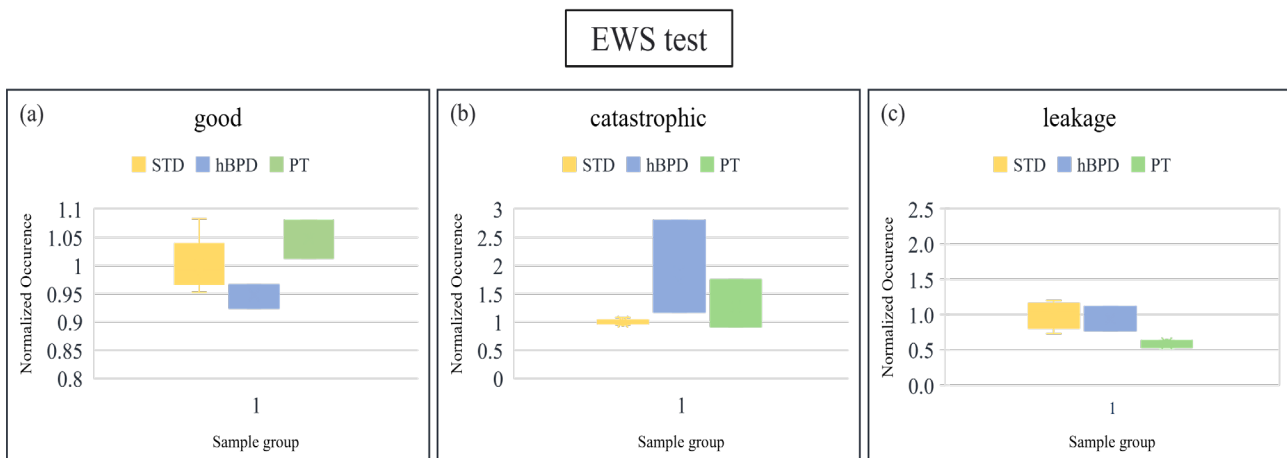 EWS test
(a)
good
STD hBPD PT
Normalized Occurence
1.1
1.05
1
0.95
0.9
0.85
0.8
1
Sample group
(b)
catastrophic
STD hBPD PT
Normalized Occurence
3
2.5
2
1.5
1
0.5
0
1
Sample group
(c)
leakage
STD hBPD PT
Normalized Occurence
2.5
2.0
1.5
1.0
0.5
0.0
1
Sample group